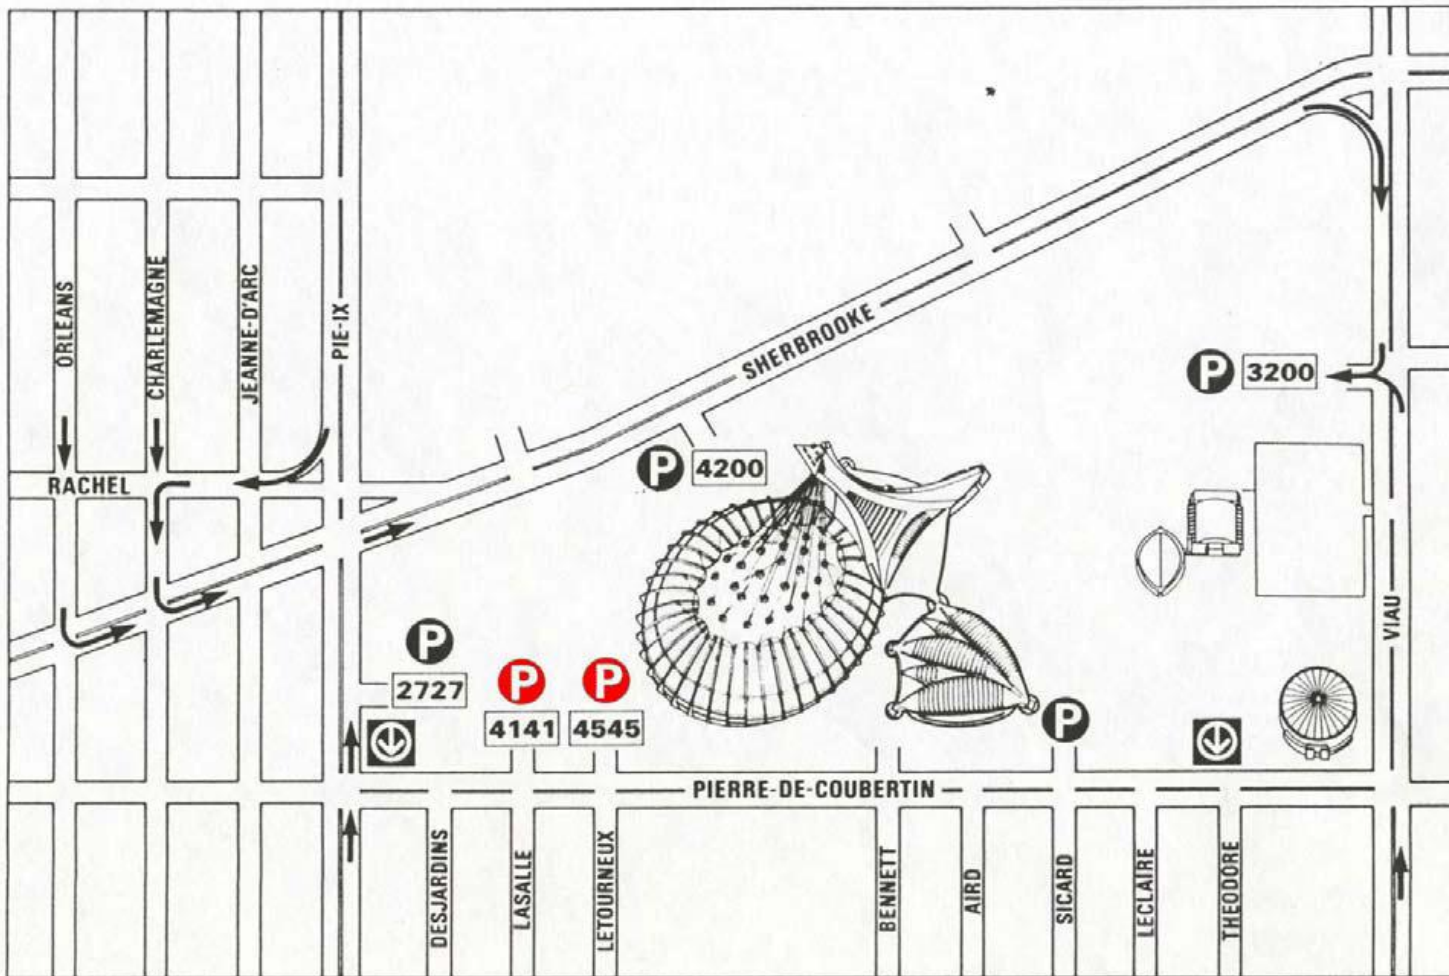 ORLEANS
CHARLEMAGNE
JEANNE-D'ARC
PIE-IX
SHERBROOKE
RACHEL
P 3200
P 4200
P
2727
P
4141
P
4545
P
VIAU
PIERRE-DE-COUBERTIN
DESJARDINS
LASALLE
LETOURNEUX
BENNETT
AIRD
SICARD
LECLAIRE
THEODORE